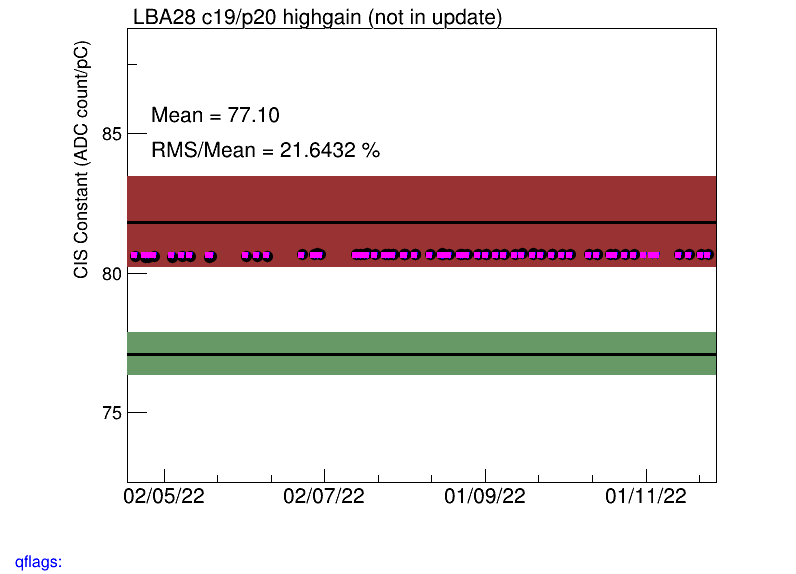 LBA28 c19/p20 highgain (not in update)
CIS Constant (ADC count/pC)
Mean = 77.10
RMS/Mean = 21.6432 %
85
80
75
02/05/22 02/07/22 01/09/22 01/11/22
qflags: